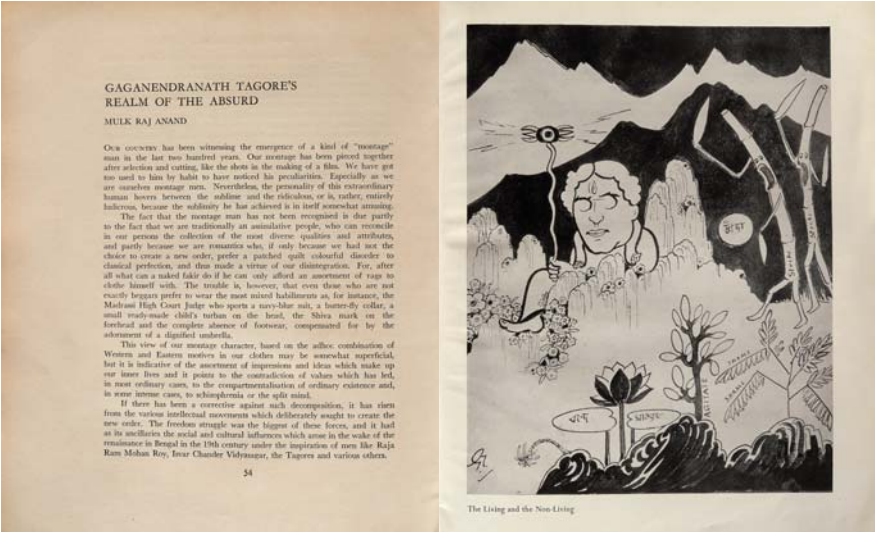 GAGANENDRANATH TAGORE'S
REALM OF THE ABSURD
MULK RAJ ANAND
OUR COUNTRY has been witnessing the emergence of a kind of "montage"
man in the last two hundred years. Our montage has been pieced together
after selection and cutting, like the shots in the making of a film. We have got
too used to him by habit to have noticed his peculiarities. Especially as we
are ourselves montage men. Nevertheless, the personality of this extraordinary
human hovers between the sublime and the ridiculous, or is, rather, entirely
ludicrous, because the sublimity he has achieved is in itself somewhat amusing.
The fact that the montage man has not been recognised is due partly
to the fact that we are traditionally an assimilative people, who can reconcile
in our persons the collection of the most diverse qualities and attributes,
and partly because we are romantics who, if only because we had not the
choice to create a new order, prefer a patched quilt colourful disorder to
classical perfection, and thus made a virtue of our disintegration. For, after
all what can a naked fakir do if he can only afford an assortment of rags to
clothe himself with. The trouble is, however, that even those who are not
exactly beggars prefer to wear the most mixed habiliments as, for instance, the
Madrassi High Court Judge who sports a navy-blue suit, a butter-fly collar, a
small ready-made child's turban on the head, the Shiva mark on the
forehead and the complete absence of footwear, compensated for by the
adornment of a dignified umbrella.
This view of our montage character, based on the adhoc combination of
Western and Eastern motives in our clothes may be somewhat superficial,
but it is indicative of the assortment of impressions and ideas which make up
our inner lives and it points to the contradiction of values which has led,
in most ordinary cases, to the compartmentalisation of ordinary existence and,
in some intense cases, to schizophrenia or the split mind.
If there has been a corrective against such decomposition, it has risen
from the various intellectual movements which deliberately sought to create the
new order. The freedom struggle was the biggest of these forces, and it had
as its ancillaries the social and cultural influences which arose in the wake of the
renaissance in Bengal in the 19th century under the inspiration of men like Raja
Ram Mohan Roy, Isvar Chander Vidynagar, the Tagores and various others.
54
AGITATE
The Living and the Non-Living